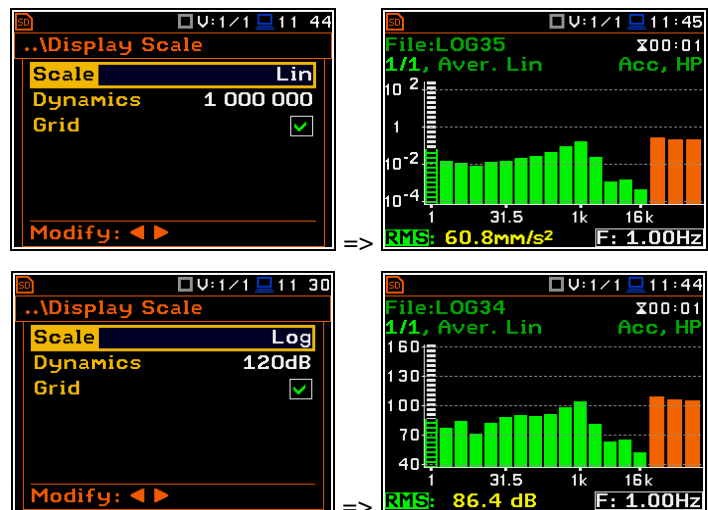 SD V:1/1 11 44
..\Display Scale
Scale Lin
Dynamics 1 000 000
Grid
Modify:
=>
SD V:1/1 11:45
File:LOG35 00:01
1/1, Aver. Lin Acc, HP
10 2
1
10-2
10-4
1 31.5 1k 16k
RMS: 60.8mm/s² F: 1.00Hz
SD V:1/1 11 30
..\Display Scale
Scale Log
Dynamics 120dB
Grid
Modify:
=>
SD V:1/1 11:44
File:LOG34 00:01
1/1, Aver. Lin Acc, HP
160
130
100
70
40
1 31.5 1k 16k
RMS: 86.4 dB F: 1.00Hz